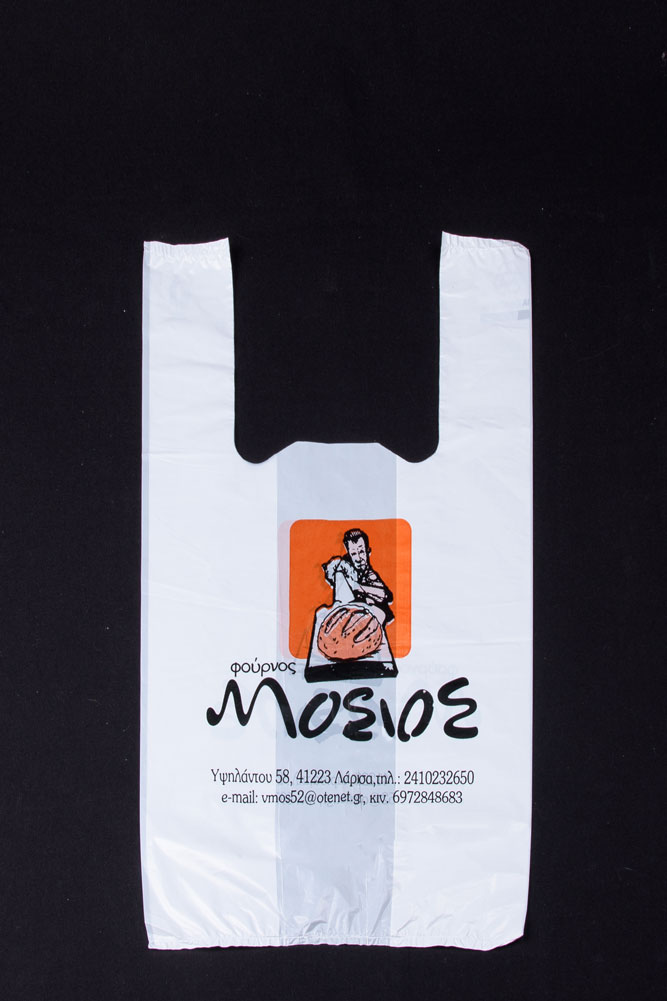 φούρνος
Μοσιος
Υψηλάντου 58, 41223 Λάρισα,τηλ.: 2410232650
e-mail: vmos52@otenet.gr, κιν. 6972848683